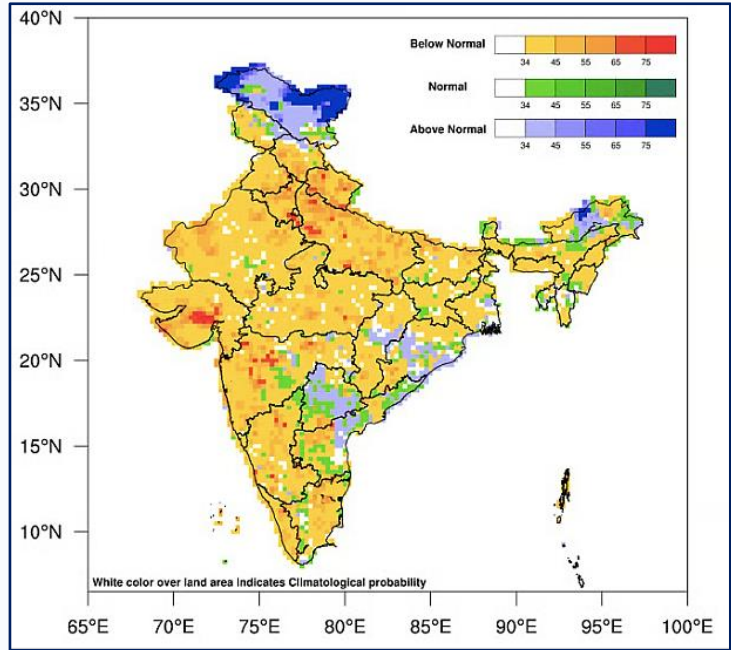 40°N
35°N
30°N
25°N
20°N
15°N
10°N
Below Normal
34 45 55 65 75
Normal
34 45 55 65 75
Above Normal
34 45 55 65 75
White color over land area indicates Climatological probability
65°E 70°E 75°E 80°E 85°E 90°E 95°E 100°E